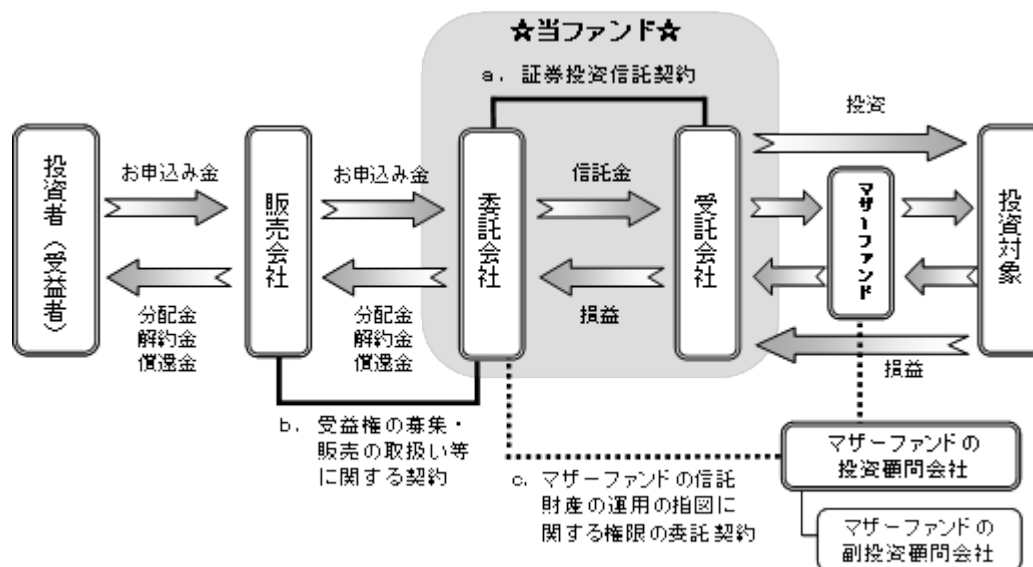 ★当ファンド★
a. 証券投資信託契約
投資者(受益者)
お申込み金
分配金
解約金
償還金
販売会社
お申込み金
分配金
解約金
償還金
委託会社
信託金
損益
受託会社
投資
マザーファンド
損益
投資対象
b. 受益権の募集・
販売の取扱い等
に関する契約
c. マザーファンドの信託
財産の運用の指図に
関する権限の委託契約
マザーファンドの
投資顧問会社
マザーファンドの
副投資顧問会社